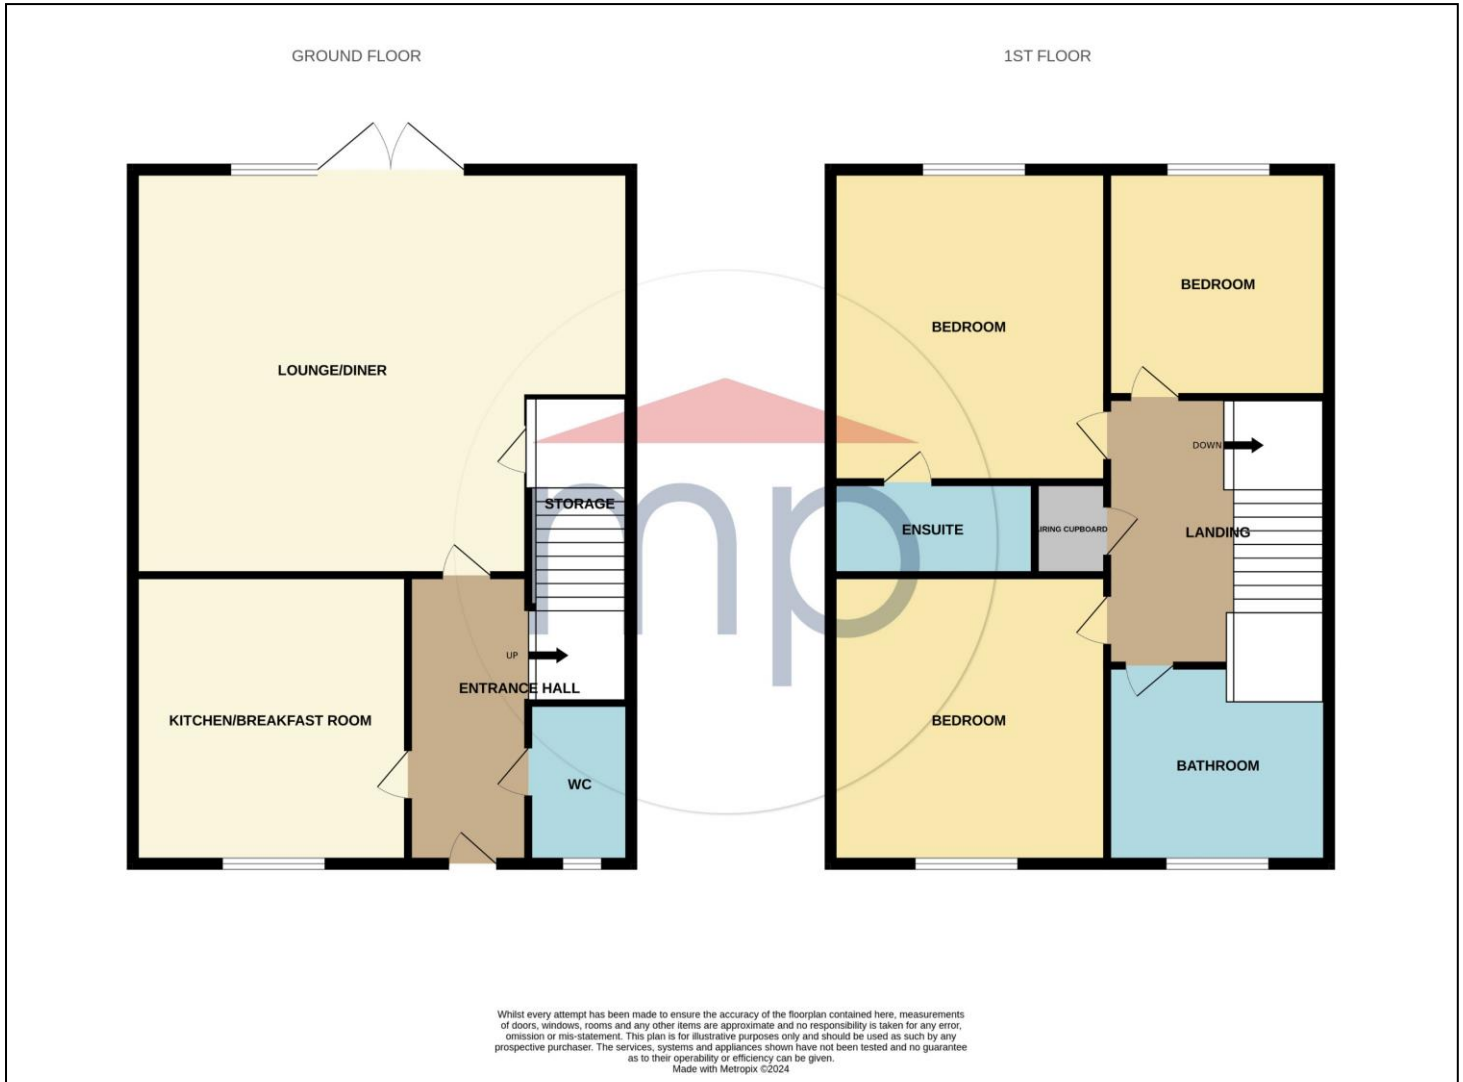 GROUND FLOOR
1ST FLOOR
LOUNGE/DINER
STORAGE
UP
ENTRANCE HALL
KITCHEN/BREAKFAST ROOM
WC
BEDROOM
BEDROOM
DOWN
ENSUITE
IRING CUPBOARD
LANDING
BEDROOM
BATHROOM
mp
Whilst every attempt has been made to ensure the accuracy of the floorplan contained here, measurements
of doors, windows, rooms and any other items are approximate and no responsibility is taken for any error,
omission or mis-statement. This plan is for illustrative purposes only and should be used as such by any
prospective purchaser. The services, systems and appliances shown have not been tested and no guarantee
as to their operability or efficiency can be given.
Made with Metropix ©2024